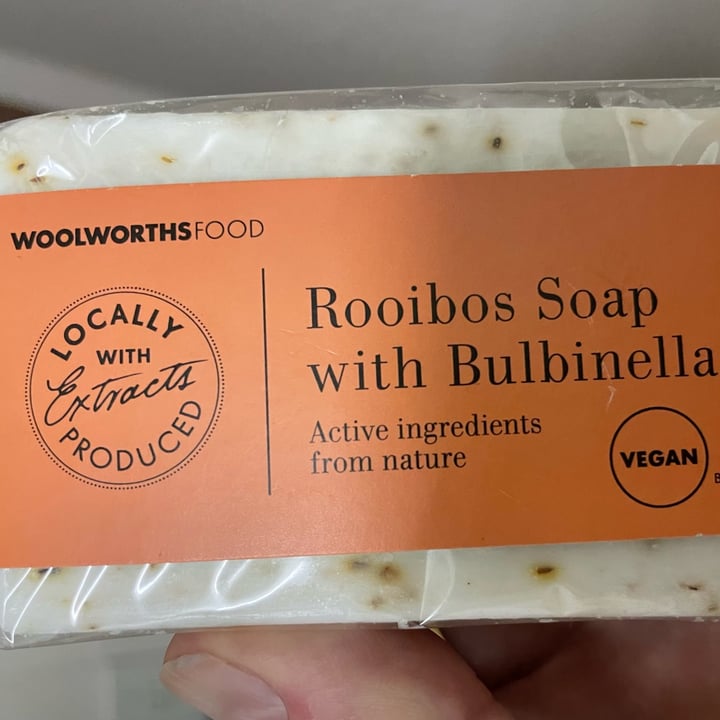 WOOLWORTHSFOOD
LOCALLY
WITH
Extracts
PRODUCED
Rooibos Soap
with Bulbinella
Active ingredients
from nature
VEGAN